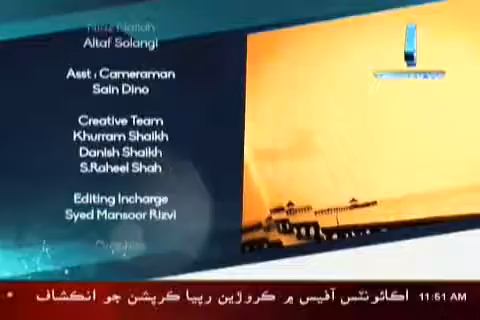 Altaf Solangi
Asst : Cameraman
Sain Dino
Creative Team
Khurram Shaikh
Danish Shaikh
S.Raheel Shah
Editing Incharge
Syed Mansoor Rizvi
اڪائونٽس آفيس ۾ ڪروڙين رپيا ڪرپشن جو انڪشاف
11:51 AM